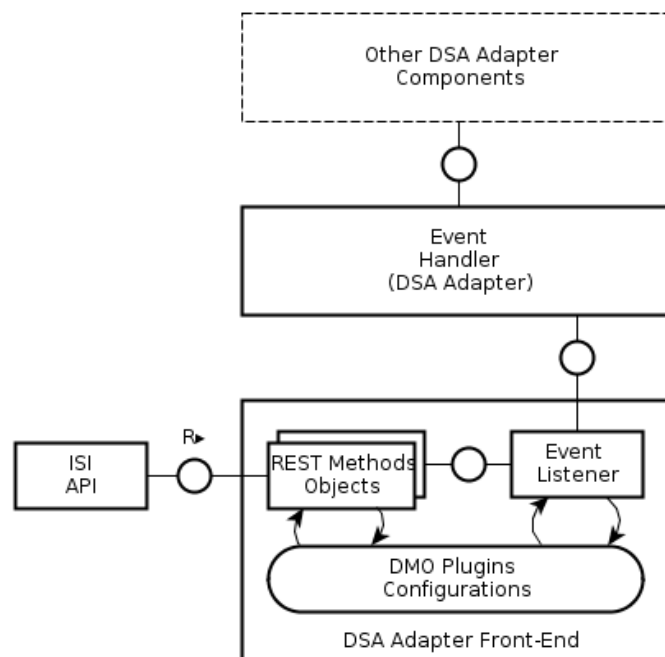 Other DSA Adapter
Components
Event
Handler
(DSA Adapter)
R▸
ISI
API
REST Methods
Objects
Event
Listener
DMO Plugins
Configurations
DSA Adapter Front-End